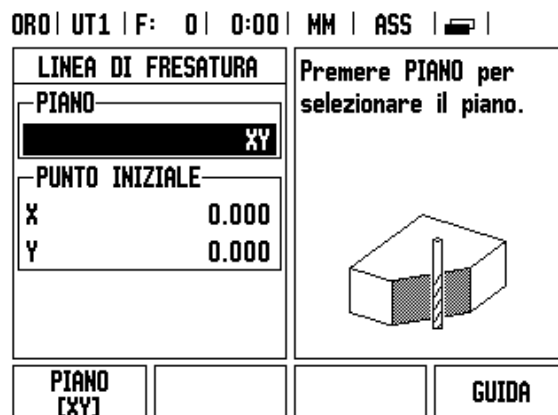 ORO| UT1 | F: 0| 0:00| MM | ASS | |
LINEA DI FRESATURA
PIANO
XY
PUNTO INIZIALE
X 0.000
Y 0.000
Premere PIANO per
selezionare il piano.
PIANO
[XY]
GUIDA